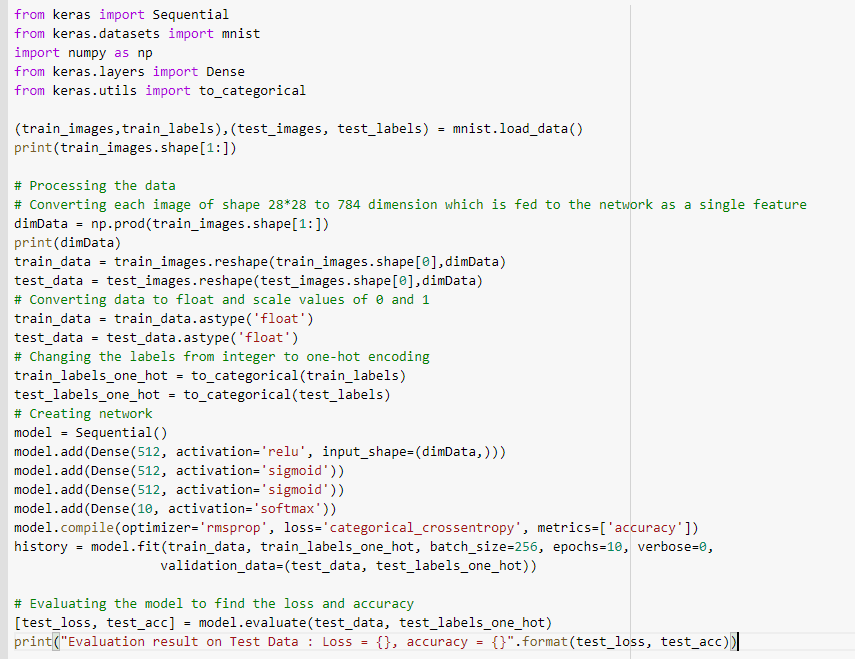 from keras import Sequential
from keras.datasets import mnist
import numpy as np
from keras.layers import Dense
from keras.utils import to_categorical

(train_images,train_labels),(test_images, test_labels) = mnist.load_data()
print(train_images.shape[1:])

# Processing the data
# Converting each image of shape 28*28 to 784 dimension which is fed to the network as a single feature
dimData = np.prod(train_images.shape[1:])
print(dimData)
train_data = train_images.reshape(train_images.shape[0],dimData)
test_data = test_images.reshape(test_images.shape[0],dimData)
# Converting data to float and scale values of 0 and 1
train_data = train_data.astype('float')
test_data = test_data.astype('float')
# Changing the labels from integer to one-hot encoding
train_labels_one_hot = to_categorical(train_labels)
test_labels_one_hot = to_categorical(test_labels)
# Creating network
model = Sequential()
model.add(Dense(512, activation='relu', input_shape=(dimData,)))
model.add(Dense(512, activation='sigmoid'))
model.add(Dense(512, activation='sigmoid'))
model.add(Dense(10, activation='softmax'))
model.compile(optimizer='rmsprop', loss='categorical_crossentropy', metrics=['accuracy'])
history = model.fit(train_data, train_labels_one_hot, batch_size=256, epochs=10, verbose=0,
                   validation_data=(test_data, test_labels_one_hot))

# Evaluating the model to find the loss and accuracy
[test_loss, test_acc] = model.evaluate(test_data, test_labels_one_hot)
print("Evaluation result on Test Data : Loss = {}, accuracy = {}".format(test_loss, test_acc))